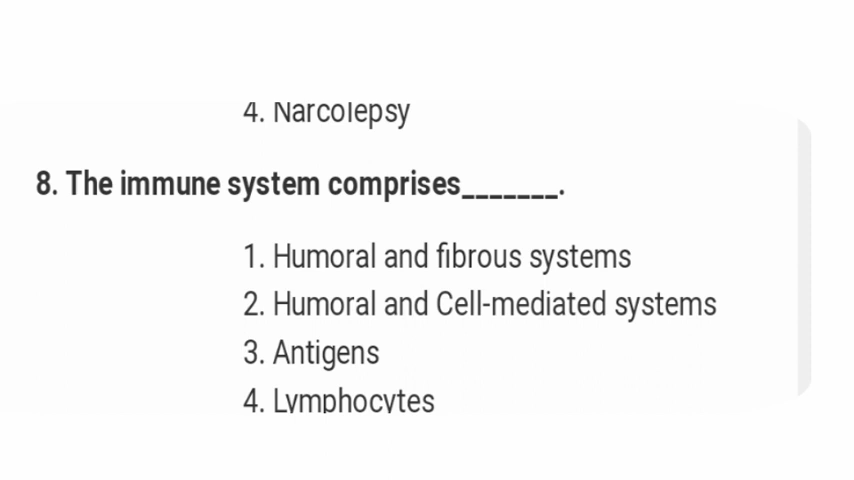 4. Narcolepsy
8. The immune system comprises_______.
1. Humoral and fibrous systems
2. Humoral and Cell-mediated systems
3. Antigens
4. Lymphocytes